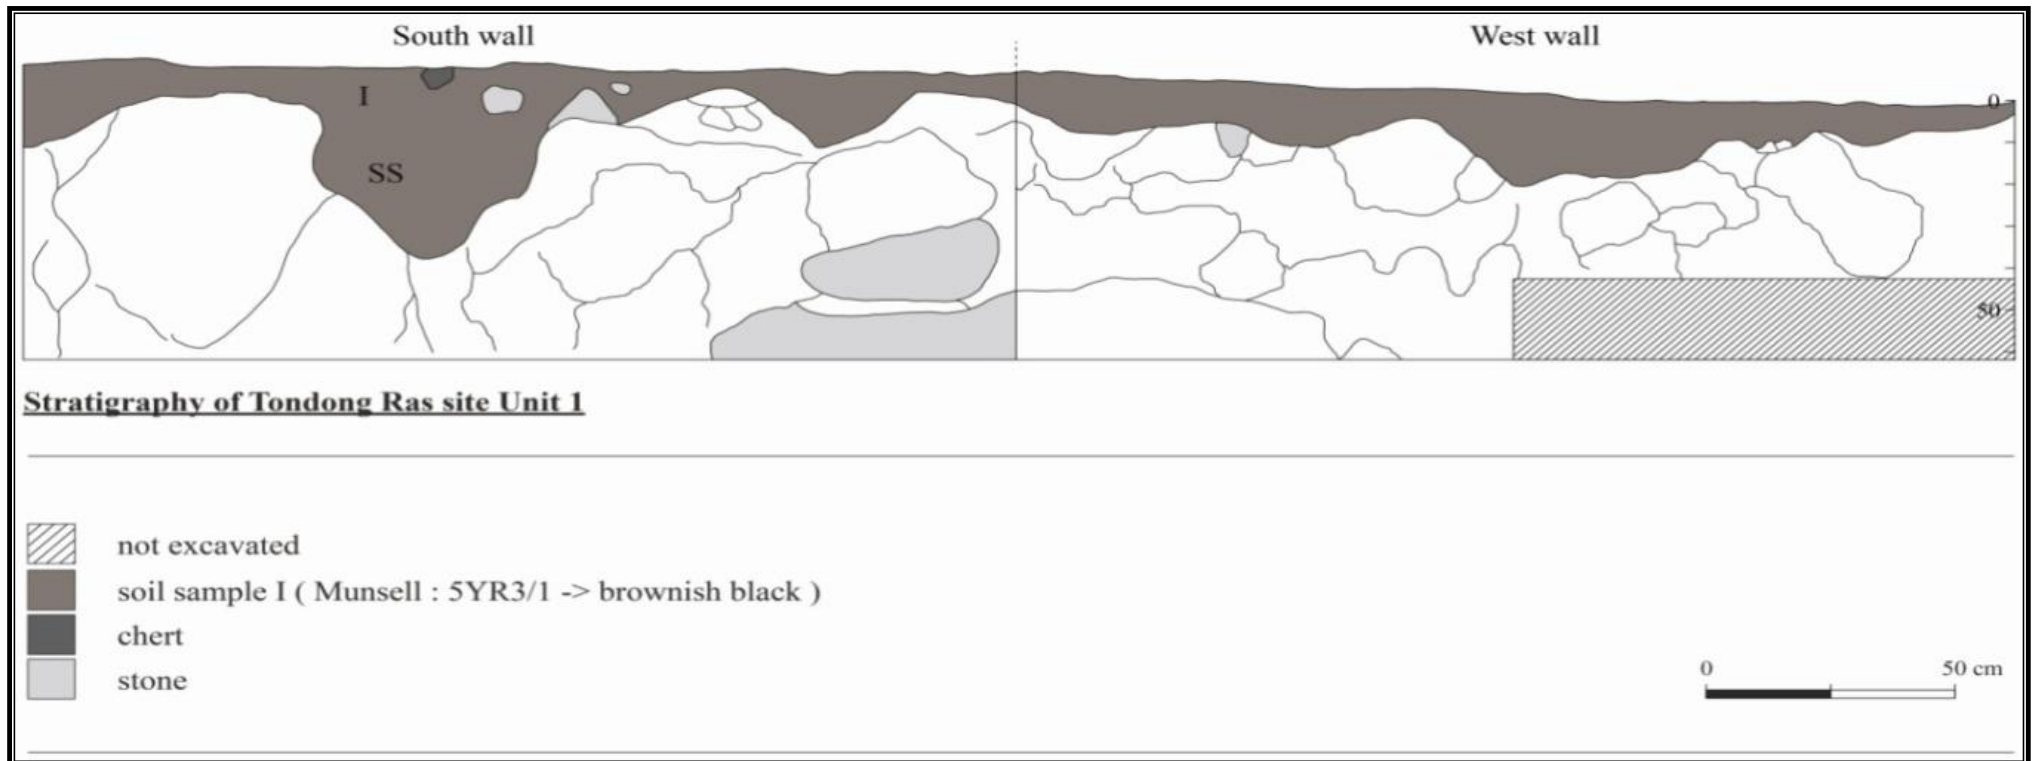 South wall
West wall
I
SS
0
50
Stratigraphy of Tondong Ras site Unit 1
not excavated
soil sample I ( Munsell : 5YR3/1 -> brownish black )
chert
stone
0 50 cm